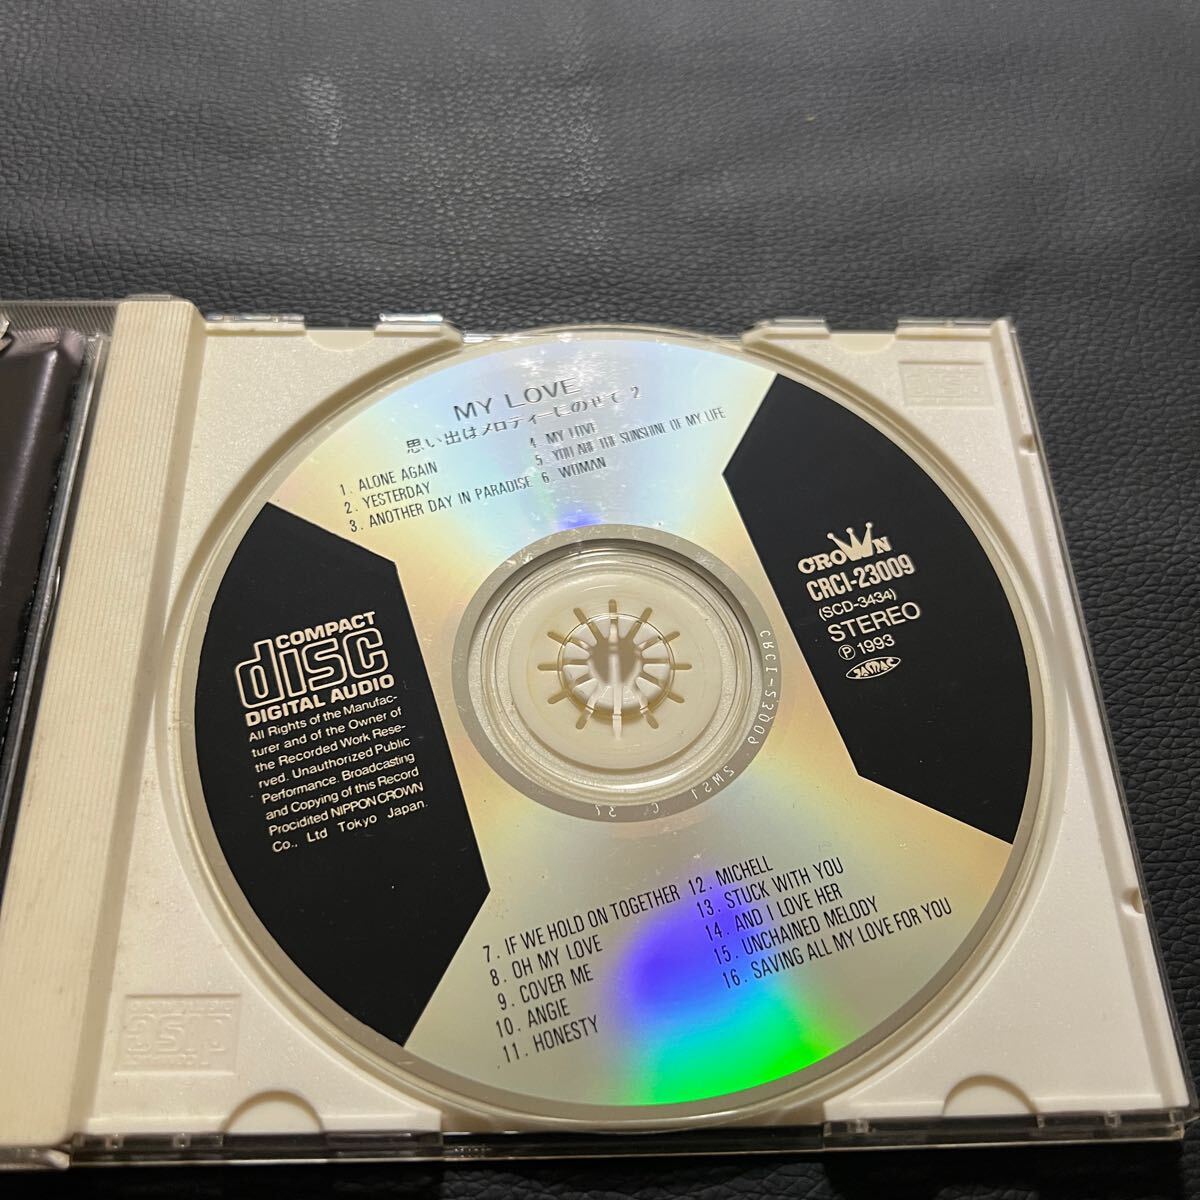 MY LOVE
思い出はメロディーにのせて 2
1. ALONE AGAIN
2. YESTERDAY
3. ANOTHER DAY IN PARADISE
4. MY LOVE
5. YOU ARE THE SUNSHINE OF MY LIFE
6. WOMAN
COMPACT
disc
DIGITAL AUDIO
All Rights of the Manufac-
turer and of the Owner of
the Recorded Work Rese-
rved. Unauthorized Public
Performance. Broadcasting
and Copying of this Record
Procidited NIPPON CROWN
Co., Ltd Tokyo Japan.
CROWN
CRCI-23009
(SCD-3434)
STEREO
Ⓟ 1993
JASRAC
CRCI-23009
7. IF WE HOLD ON TOGETHER
8. OH MY LOVE
9. COVER ME
10. ANGIE
11. HONESTY
12. MICHELL
13. STUCK WITH YOU
14. AND I LOVE HER
15. UNCHAINED MELODY
16. SAVING ALL MY LOVE FOR YOU
disc